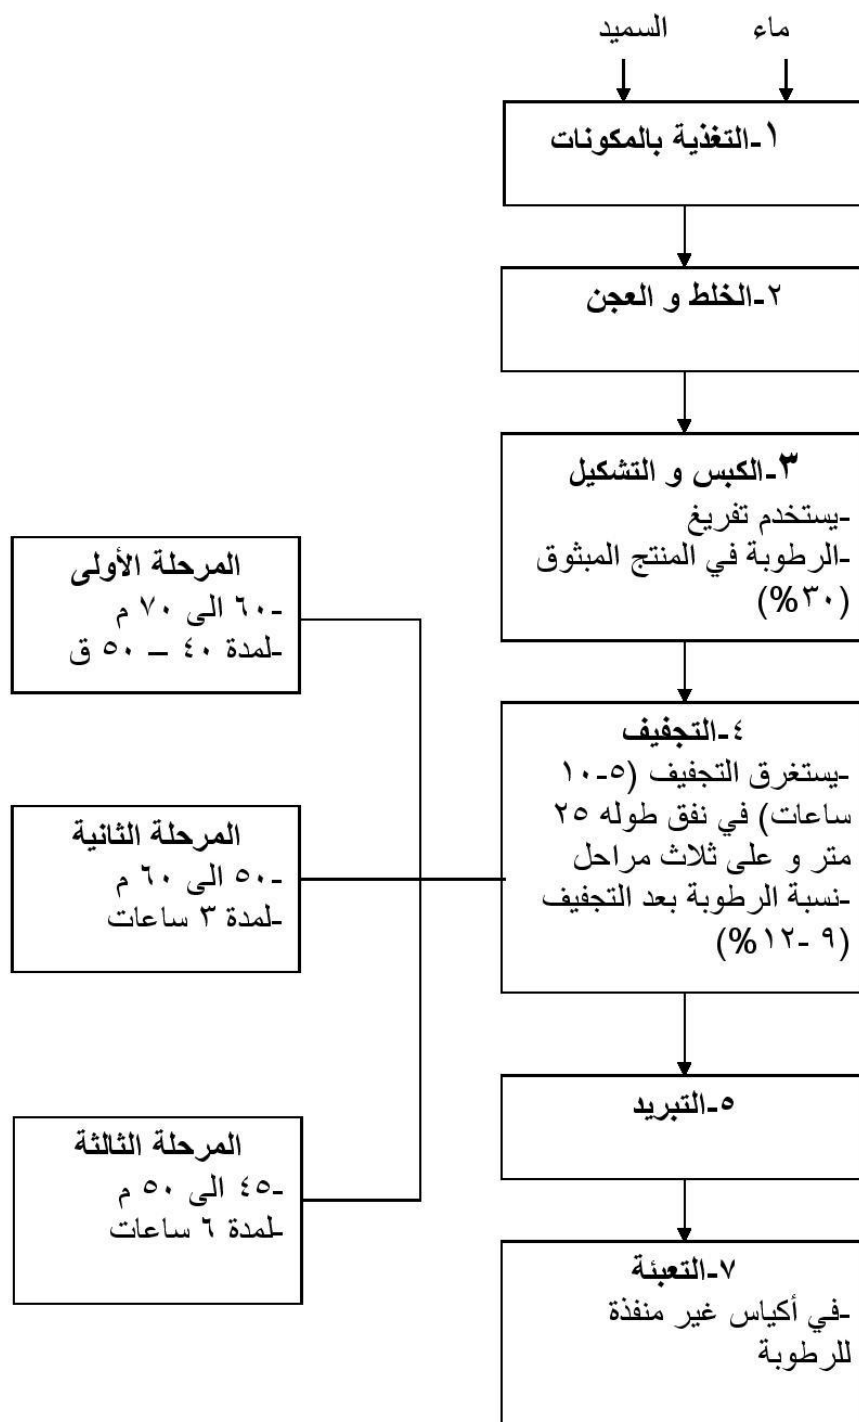 ماء السميد
١-التغذية بالمكونات
٢-الخلط و العجن
٣-الكبس و التشكيل
-يستخدم تفريغ
-الرطوبة في المنتج المبثوق
(٣٠%)
٤-التجفيف
-يستغرق التجفيف (٥-١٠
ساعات) في نفق طوله ٢٥
متر و على ثلاث مراحل
-نسبة الرطوبة بعد التجفيف
(٩ -١٢%)
المرحلة الأولى
-٦٠ الى ٧٠ م
-لمدة ٤٠ – ٥٠ ق
المرحلة الثانية
-٥٠ الى ٦٠ م
-لمدة ٣ ساعات
المرحلة الثالثة
-٤٥ الى ٥٠ م
-لمدة ٦ ساعات
٥-التبريد
٧-التعبئة
-في أكياس غير منفذة
للرطوبة